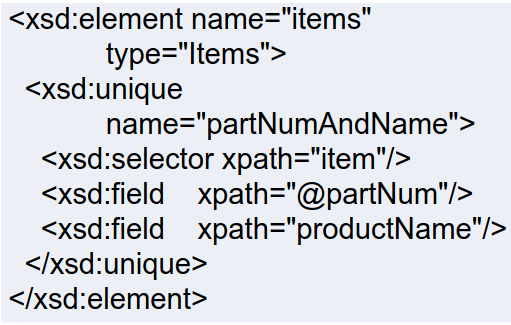 <xsd:element name="items"
type="Items">
<xsd:unique
name="partNumAndName">
<xsd:selector xpath="item"/>
<xsd:field xpath="@partNum"/>
<xsd:field xpath="productName"/>
</xsd:unique>
</xsd:element>